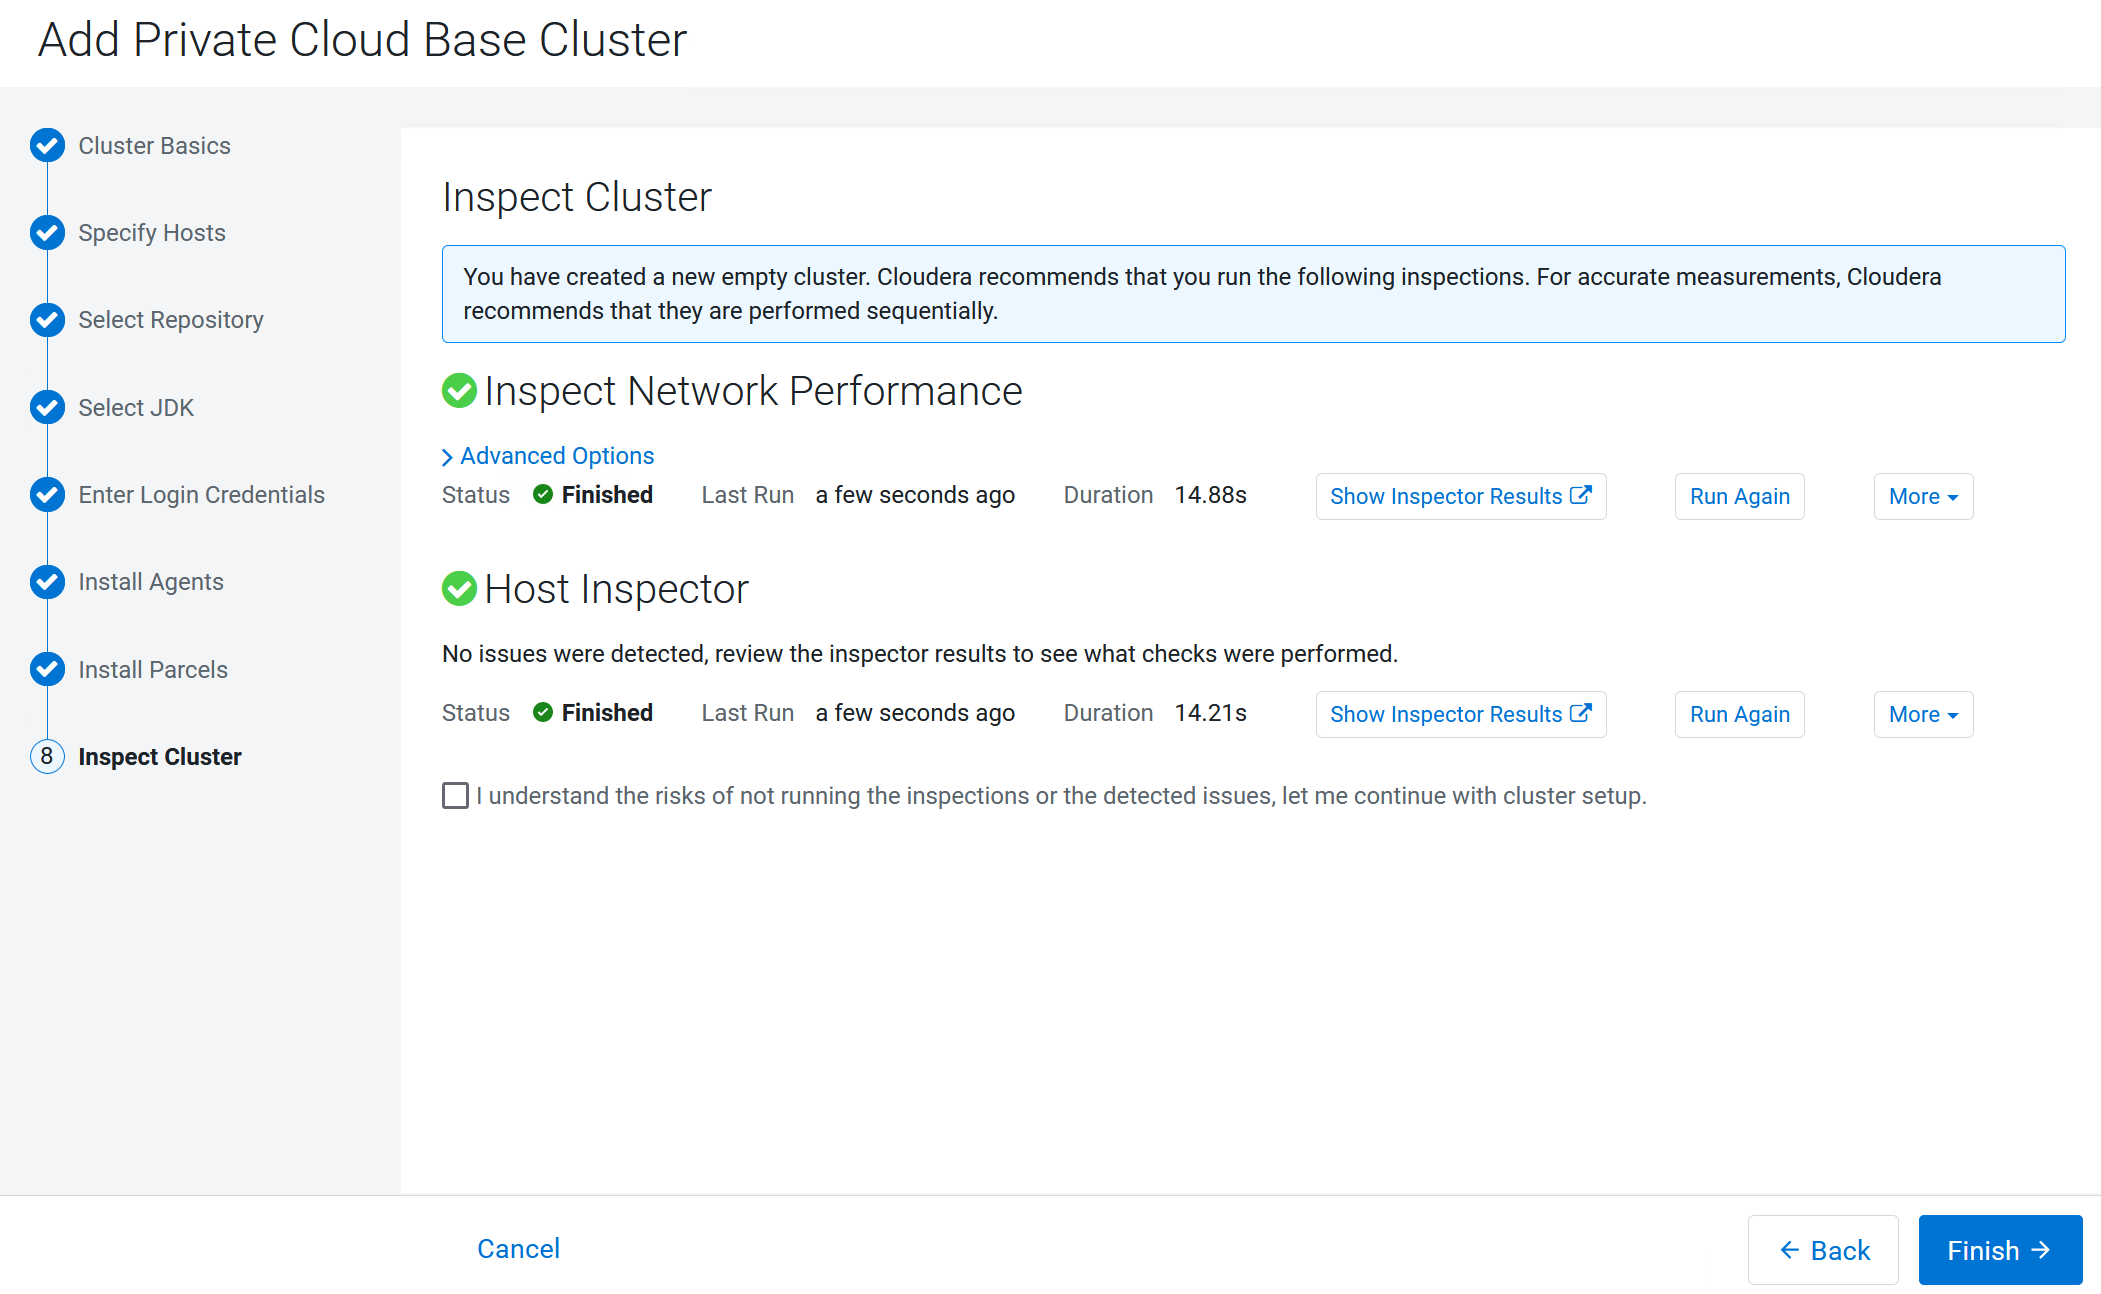 Add Private Cloud Base Cluster
Cluster Basics
Specify Hosts
Select Repository
Select JDK
Enter Login Credentials
Install Agents
Install Parcels
8 Inspect Cluster
Inspect Cluster
You have created a new empty cluster. Cloudera recommends that you run the following inspections. For accurate measurements, Cloudera
recommends that they are performed sequentially.
Inspect Network Performance
Advanced Options
Status Finished Last Run a few seconds ago Duration 14.88s Show Inspector Results Run Again More
Host Inspector
No issues were detected, review the inspector results to see what checks were performed.
Status Finished Last Run a few seconds ago Duration 14.21s Show Inspector Results Run Again More
I understand the risks of not running the inspections or the detected issues, let me continue with cluster setup.
Cancel Back Finish